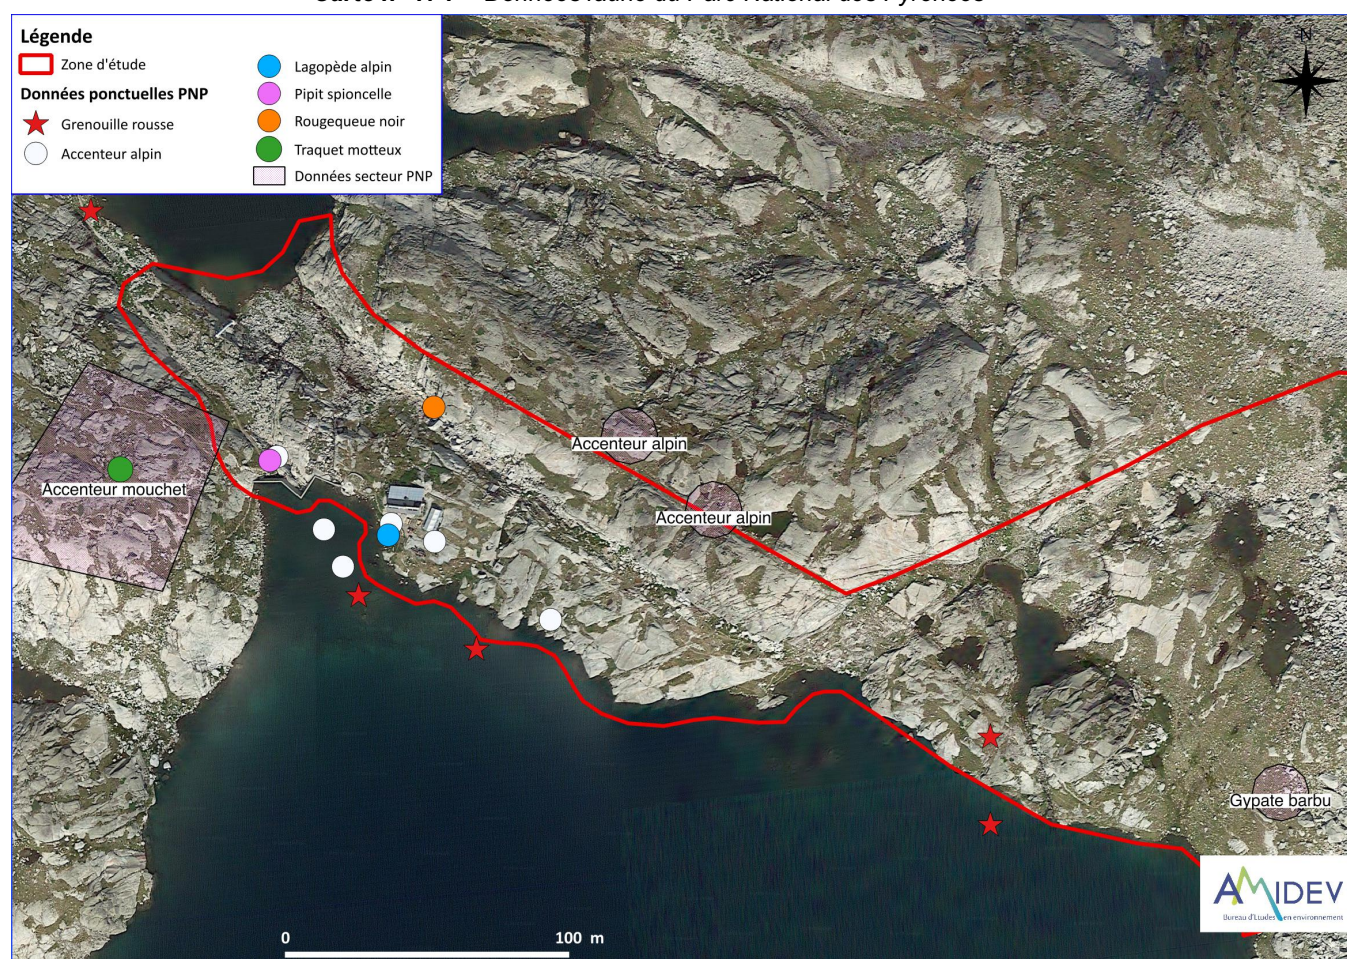 Légende
Zone d'étude
Données ponctuelles PNP
Grenouille rousse
Accenteur alpin
Lagopède alpin
Pipit spioncelle
Rougequeue noir
Traquet motteux
Données secteur PNP
N
Accenteur alpin
Accenteur mouchet
Accenteur alpin
Gypate barbu
AMIDEV
Bureau d'Etudes en environnement
0 100 m